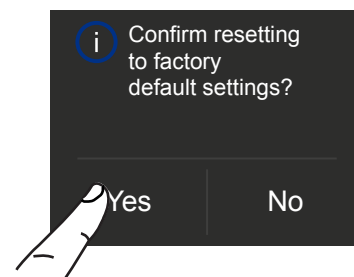 i
Confirm resetting
to factory
default settings?
Yes No